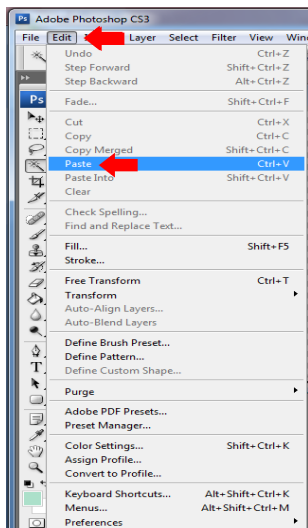 Ps Adobe Photoshop CS3
File Edit Layer Select Filter View Win
Undo Ctrl+Z
Step Forward Shift+Ctrl+Z
Step Backward Alt+Ctrl+Z
Fade... Shift+Ctrl+F
Ps
Cut Ctrl+X
Copy Ctrl+C
Copy Merged Shift+Ctrl+C
Paste Ctrl+V
Paste Into Shift+Ctrl+V
Clear
Check Spelling...
Find and Replace Text...
Fill... Shift+F5
Stroke...
Free Transform Ctrl+T
Transform
Auto-Align Layers...
Auto-Blend Layers
Define Brush Preset...
Define Pattern...
T
Define Custom Shape...
Purge
Adobe PDF Presets...
Preset Manager...
Color Settings... Shift+Ctrl+K
Assign Profile...
Convert to Profile...
Keyboard Shortcuts... Alt+Shift+Ctrl+K
Menus... Alt+Shift+Ctrl+M
Preferences